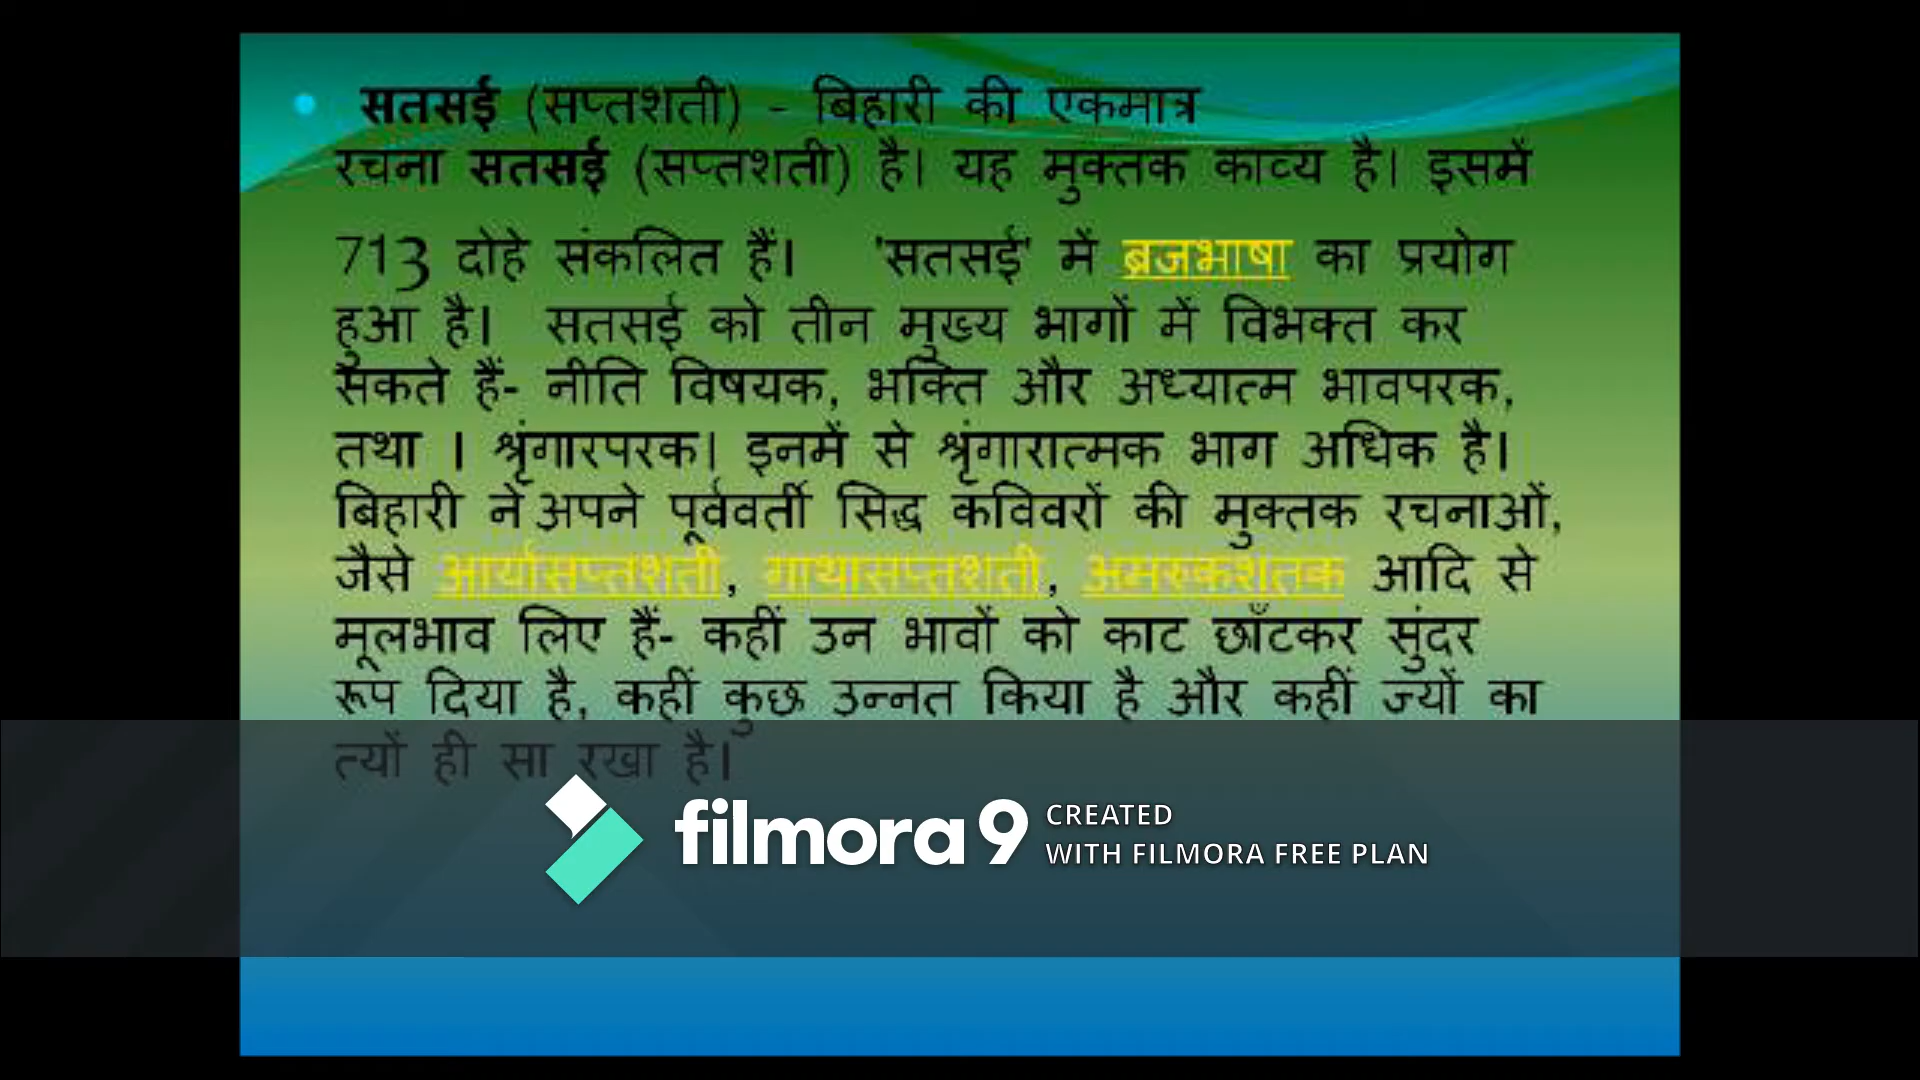 • सतसई (सप्तशती) - बिहारी की एकमात्र
रचना सतसई (सप्तशती) है। यह मुक्तक काव्य है। इसमें
713 दोहे संकलित हैं। 'सतसई' में ब्रजभाषा का प्रयोग
हुआ है। सतसई को तीन मुख्य भागों में विभक्त कर
सकते हैं- नीति विषयक, भक्ति और अध्यात्म भावपरक,
तथा । श्रृंगारपरक। इनमें से श्रृंगारात्मक भाग अधिक है।
बिहारी ने अपने पूर्ववर्ती सिद्ध कविवरों की मुक्तक रचनाओं,
जैसे आर्यासप्तशती, गाथासप्तशती, अमरुकशतक आदि से
मूलभाव लिए हैं- कहीं उन भावों को काट छाँटकर सुंदर
रूप दिया है, कहीं कुछ उन्नत किया है और कहीं ज्यों का
त्यों ही सा रखा है।
filmora9 CREATED
WITH FILMORA FREE PLAN